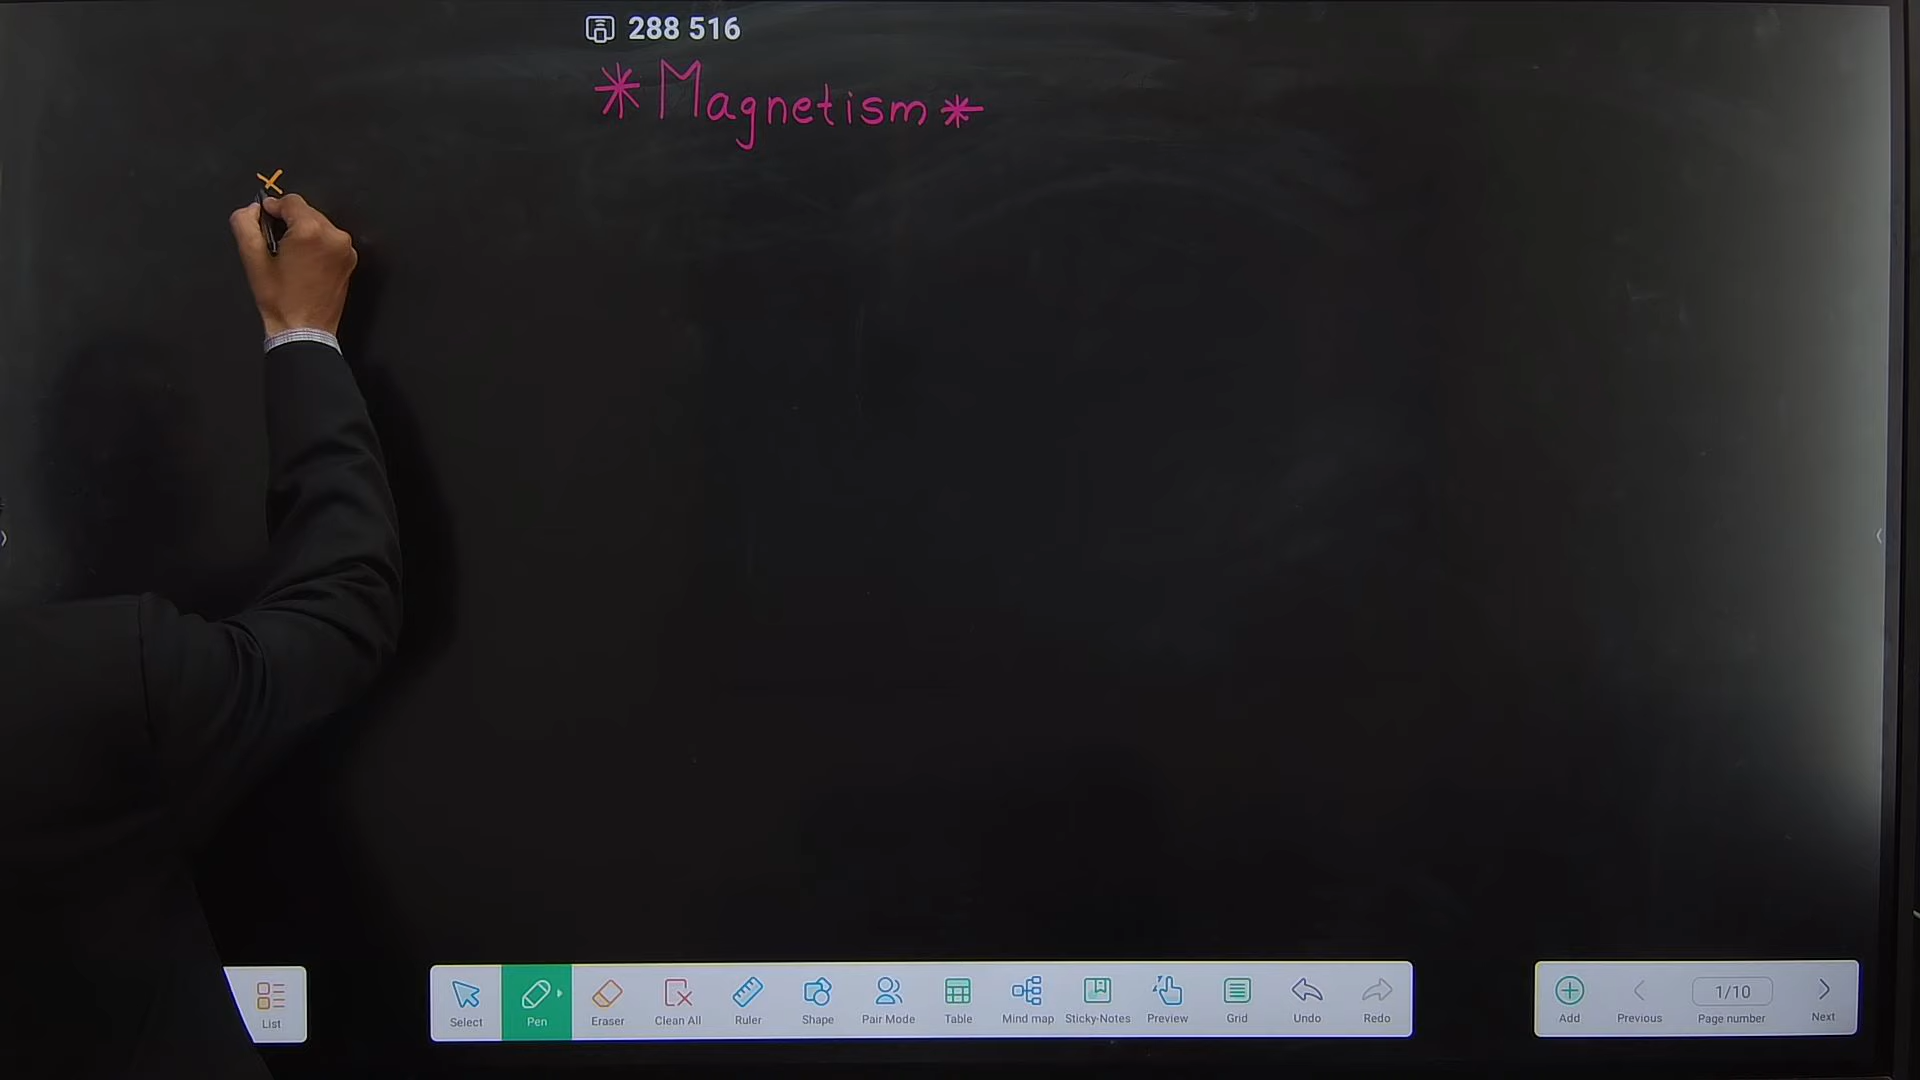 288 516
*Magnetism*
×
List
Select Pen Eraser Clean All Ruler Shape Pair Mode Table Mind map Sticky-Notes Preview Grid Undo Redo
Add Previous 1/10 Page number Next